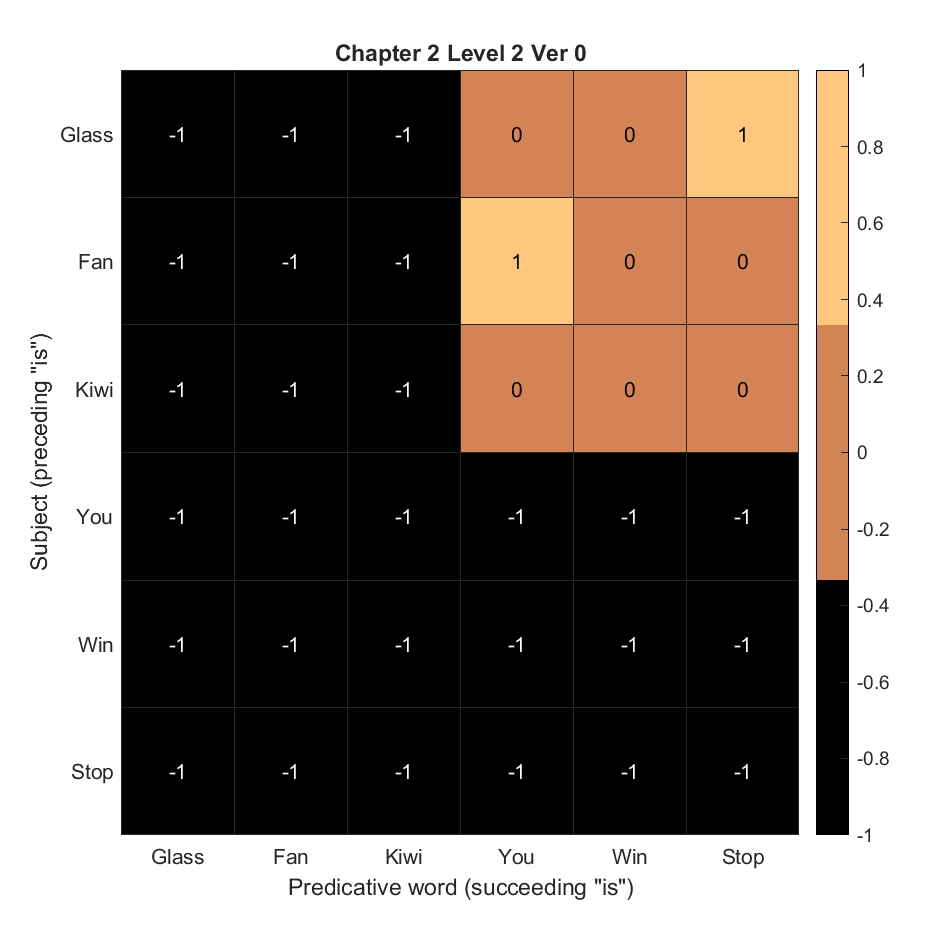 Chapter 2 Level 2 Ver 0
Glass -1 -1 -1 0 0 1
Fan -1 -1 -1 1 0 0
Kiwi -1 -1 -1 0 0 0
You -1 -1 -1 -1 -1 -1
Win -1 -1 -1 -1 -1 -1
Stop -1 -1 -1 -1 -1 -1
Glass Fan Kiwi You Win Stop
Predicative word (succeeding "is")
Subject (preceding "is")
1
0.8
0.6
0.4
0.2
0
-0.2
-0.4
-0.6
-0.8
-1